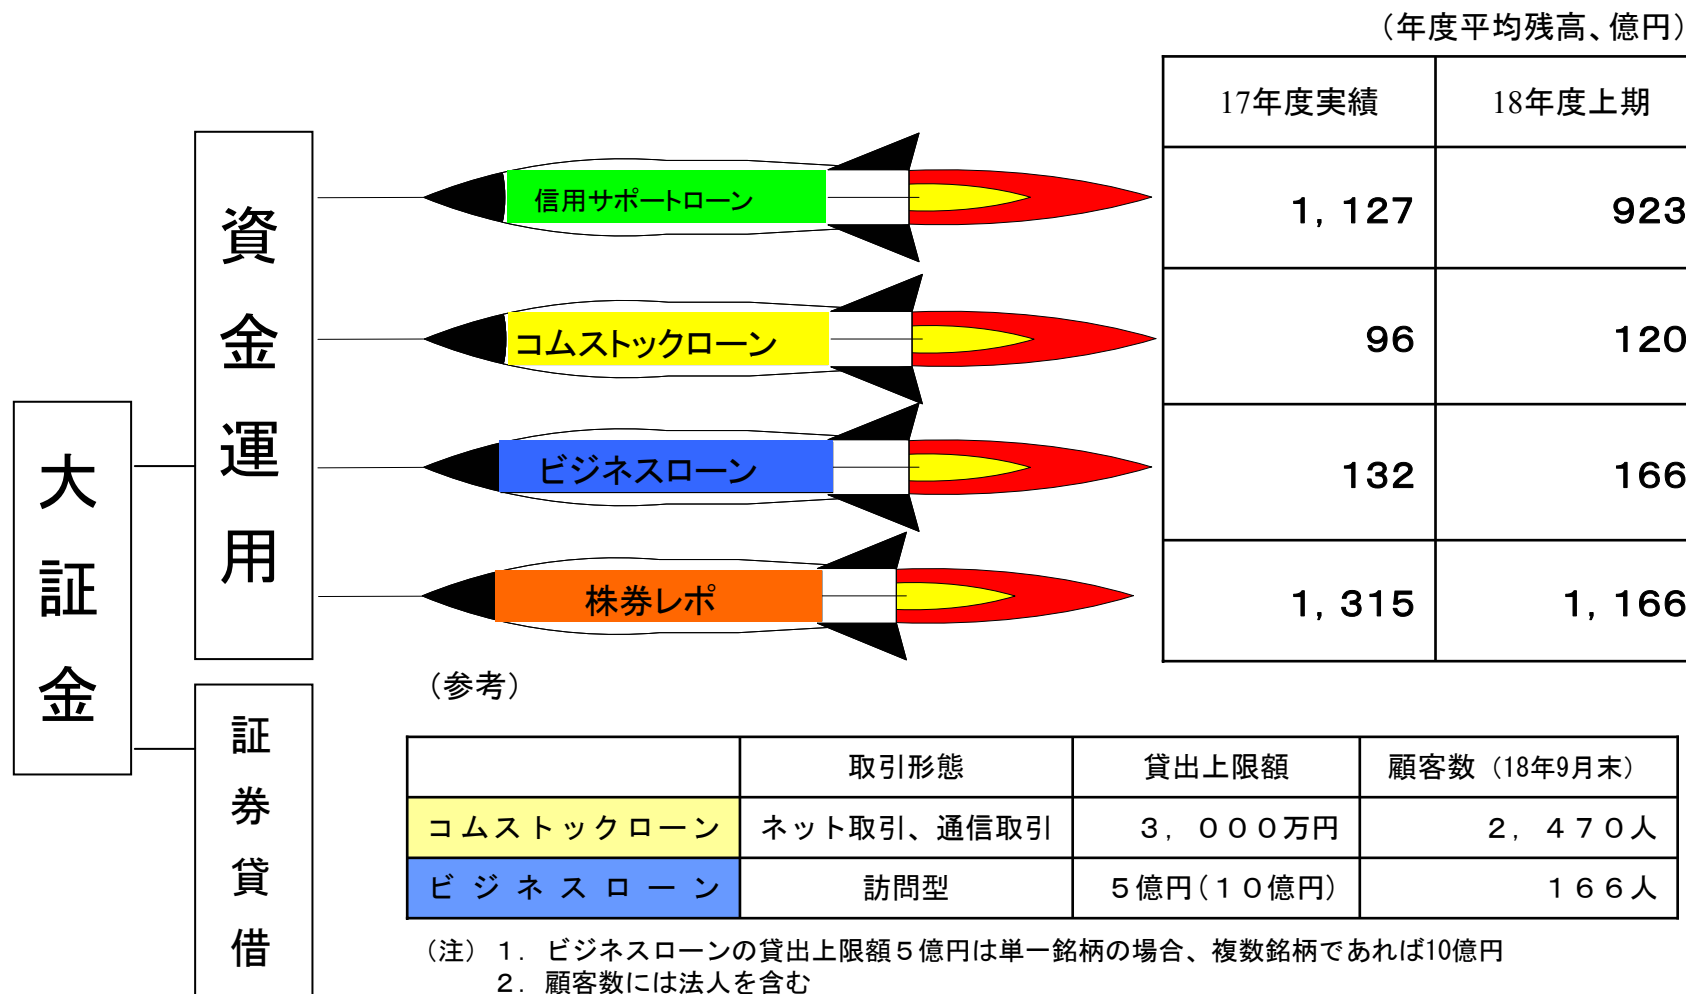 （年度平均残高、億円）
17年度実績 18年度上期
大証金
資金運用
信用サポートローン 1，127 923
コムストックローン 96 120
ビジネスローン 132 166
株券レポ 1，315 1，166
証券貸借
（参考）
取引形態 貸出上限額 顧客数（18年9月末）
コムストックローン ネット取引、通信取引 ３，０００万円 ２，４７０人
ビジネスローン 訪問型 ５億円（１０億円） １６６人
（注） １．ビジネスローンの貸出上限額５億円は単一銘柄の場合、複数銘柄であれば10億円
２．顧客数には法人を含む